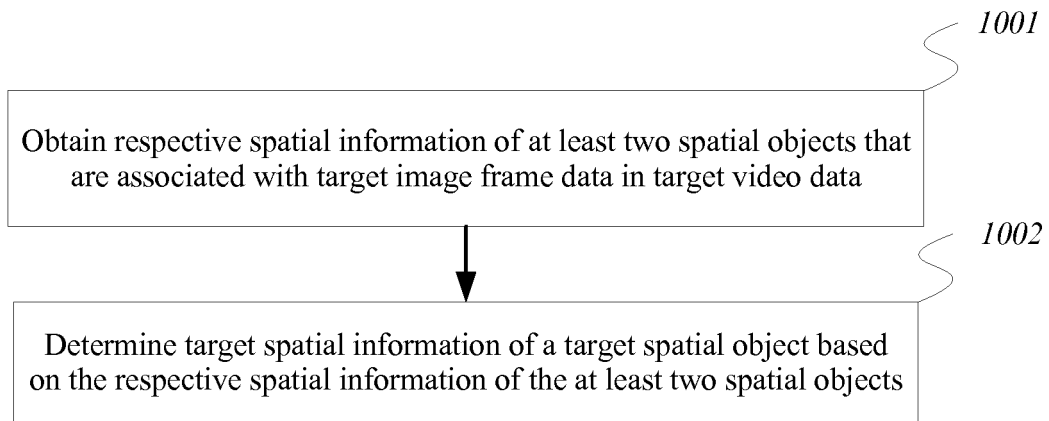 1001
Obtain respective spatial information of at least two spatial objects that
are associated with target image frame data in target video data
1002
Determine target spatial information of a target spatial object based
on the respective spatial information of the at least two spatial objects